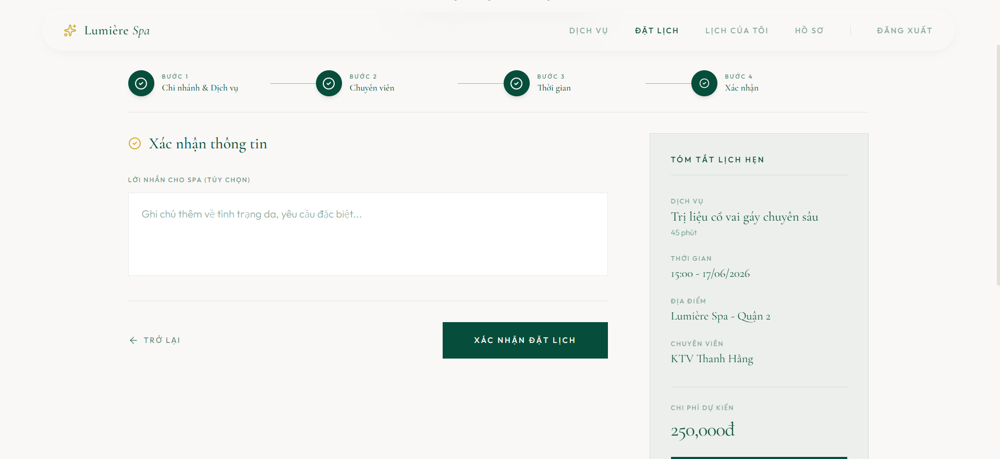 Lumière Spa
DỊCH VỤ
ĐẶT LỊCH
LỊCH CỦA TÔI
HỒ SƠ
ĐĂNG XUẤT
BƯỚC 1
Chi nhánh & Dịch vụ
BƯỚC 2
Chuyên viên
BƯỚC 3
Thời gian
BƯỚC 4
Xác nhận
Xác nhận thông tin
LỜI NHẮN CHO SPA (TÙY CHỌN)
Ghi chú thêm về tình trạng da, yêu cầu đặc biệt...
TRỞ LẠI
XÁC NHẬN ĐẶT LỊCH
TÓM TẮT LỊCH HẸN
DỊCH VỤ
Trị liệu cổ vai gáy chuyên sâu
45 phút
THỜI GIAN
15:00 - 17/06/2026
ĐỊA ĐIỂM
Lumière Spa - Quận 2
CHUYÊN VIÊN
KTV Thanh Hằng
CHI PHÍ DỰ KIẾN
250,000đ